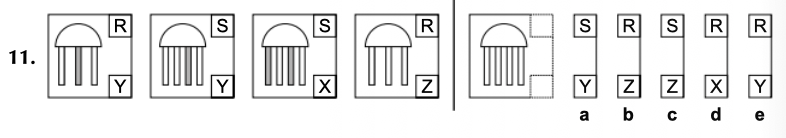 R S S R S R S R R
11.
Y Y X Z Y Z Z X Y
a b c d e